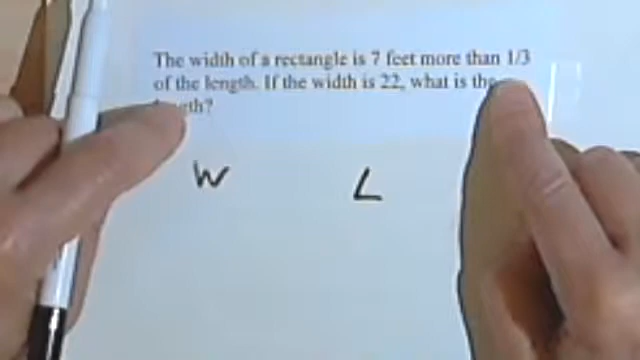 The width of a rectangle is 7 feet more than 1/3
of the length. If the width is 22, what is the
length?
W L